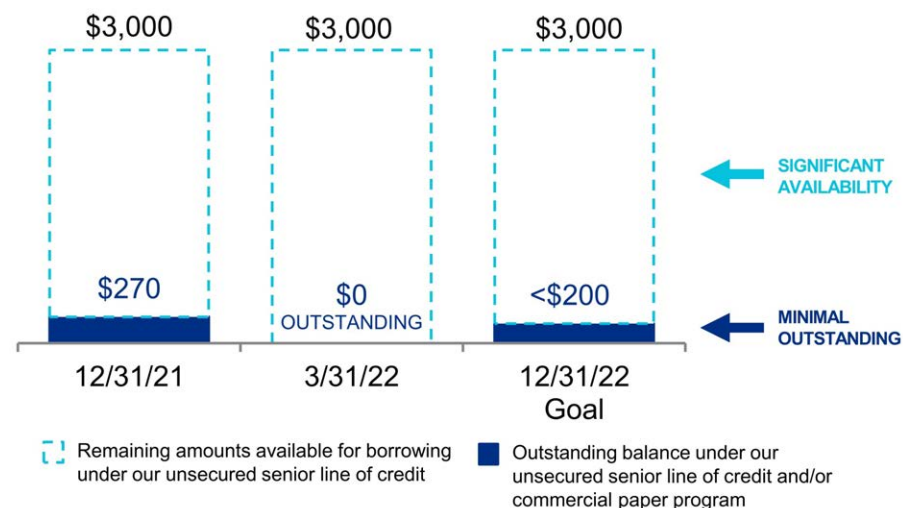 $3,000
$3,000
$3,000
SIGNIFICANT
AVAILABILITY
$270
$0
OUTSTANDING
<$200
MINIMAL
OUTSTANDING
12/31/21
3/31/22
12/31/22
Goal
Remaining amounts available for borrowing
under our unsecured senior line of credit
Outstanding balance under our
unsecured senior line of credit and/or
commercial paper program